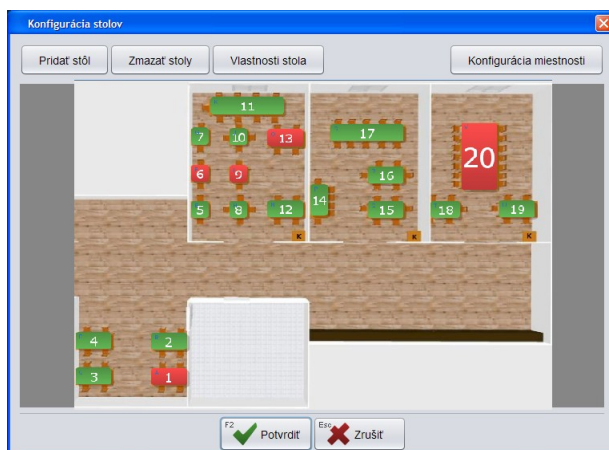 Konfigurácia stolov
Pridať stôl
Zmazať stoly
Vlastnosti stola
Konfigurácia miestnosti
11
7
10
13
17
20
6
9
16
5
8
12
14
15
18
19
K
K
K
4
2
3
1
F2
Potvrdiť
Esc
Zrušiť